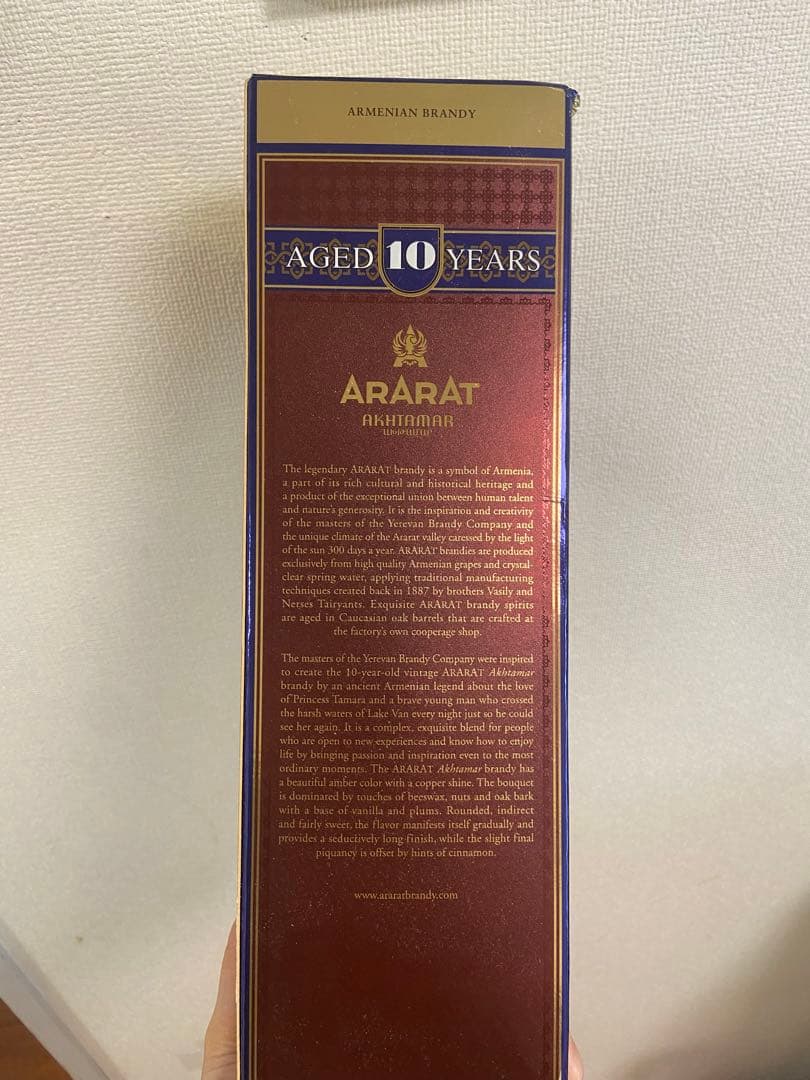 ARMENIAN BRANDY
AGED 10 YEARS
ARARAT
AKHTAMAR
ԱԽԹԱՄԱՐ
The legendary ARARAT brandy is a symbol of Armenia,
a part of its rich cultural and historical heritage and
a product of the exceptional union between human talent
and nature's generosity. It is the inspiration and creativity
of the masters of the Yerevan Brandy Company and
the unique climate of the Ararat valley caressed by the light
of the sun 300 days a year. ARARAT brandies are produced
exclusively from high quality Armenian grapes and crystal-
clear spring water, applying traditional manufacturing
techniques created back in 1887 by brothers Vasily and
Nerses Tairyants. Exquisite ARARAT brandy spirits
are aged in Caucasian oak barrels that are crafted at
the factory's own cooperage shop.
The masters of the Yerevan Brandy Company were inspired
to create the 10-year-old vintage ARARAT Akhtamar
brandy by an ancient Armenian legend about the love
of Princess Tamara and a brave young man who crossed
the harsh waters of Lake Van every night just so he could
see her again. It is a complex, exquisite blend for people
who are open to new experiences and know how to enjoy
life by bringing passion and inspiration even to the most
ordinary moments. The ARARAT Akhtamar brandy has
a beautiful amber color with a copper shine. The bouquet
is dominated by touches of beeswax, nuts and oak bark
with a base of vanilla and plums. Rounded, indirect
and fairly sweet, the flavor manifests itself gradually and
provides a seductively long finish, while the slight final
piquancy is offset by hints of cinnamon.
www.araratbrandy.com